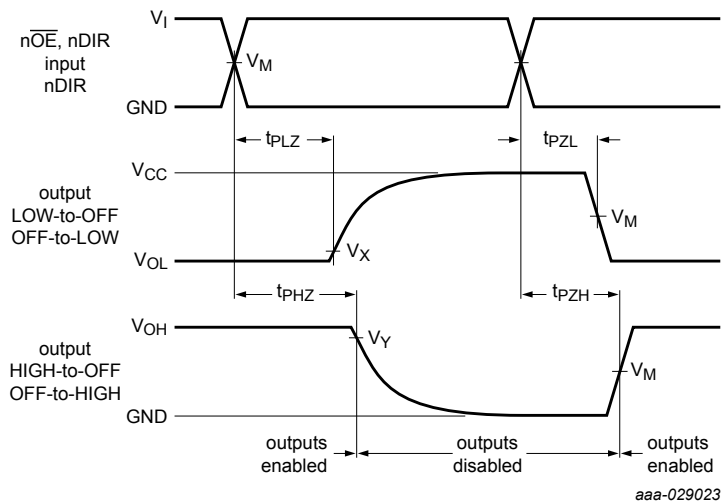 V_I
nO̅E̅, nDIR
input
nDIR
V_M
GND
t_PLZ
t_PZL
V_CC
output
LOW-to-OFF
OFF-to-LOW
V_M
V_X
V_OL
t_PHZ
t_PZH
V_OH
V_Y
output
HIGH-to-OFF
OFF-to-HIGH
V_M
GND
outputs
enabled
outputs
disabled
outputs
enabled
aaa-029023